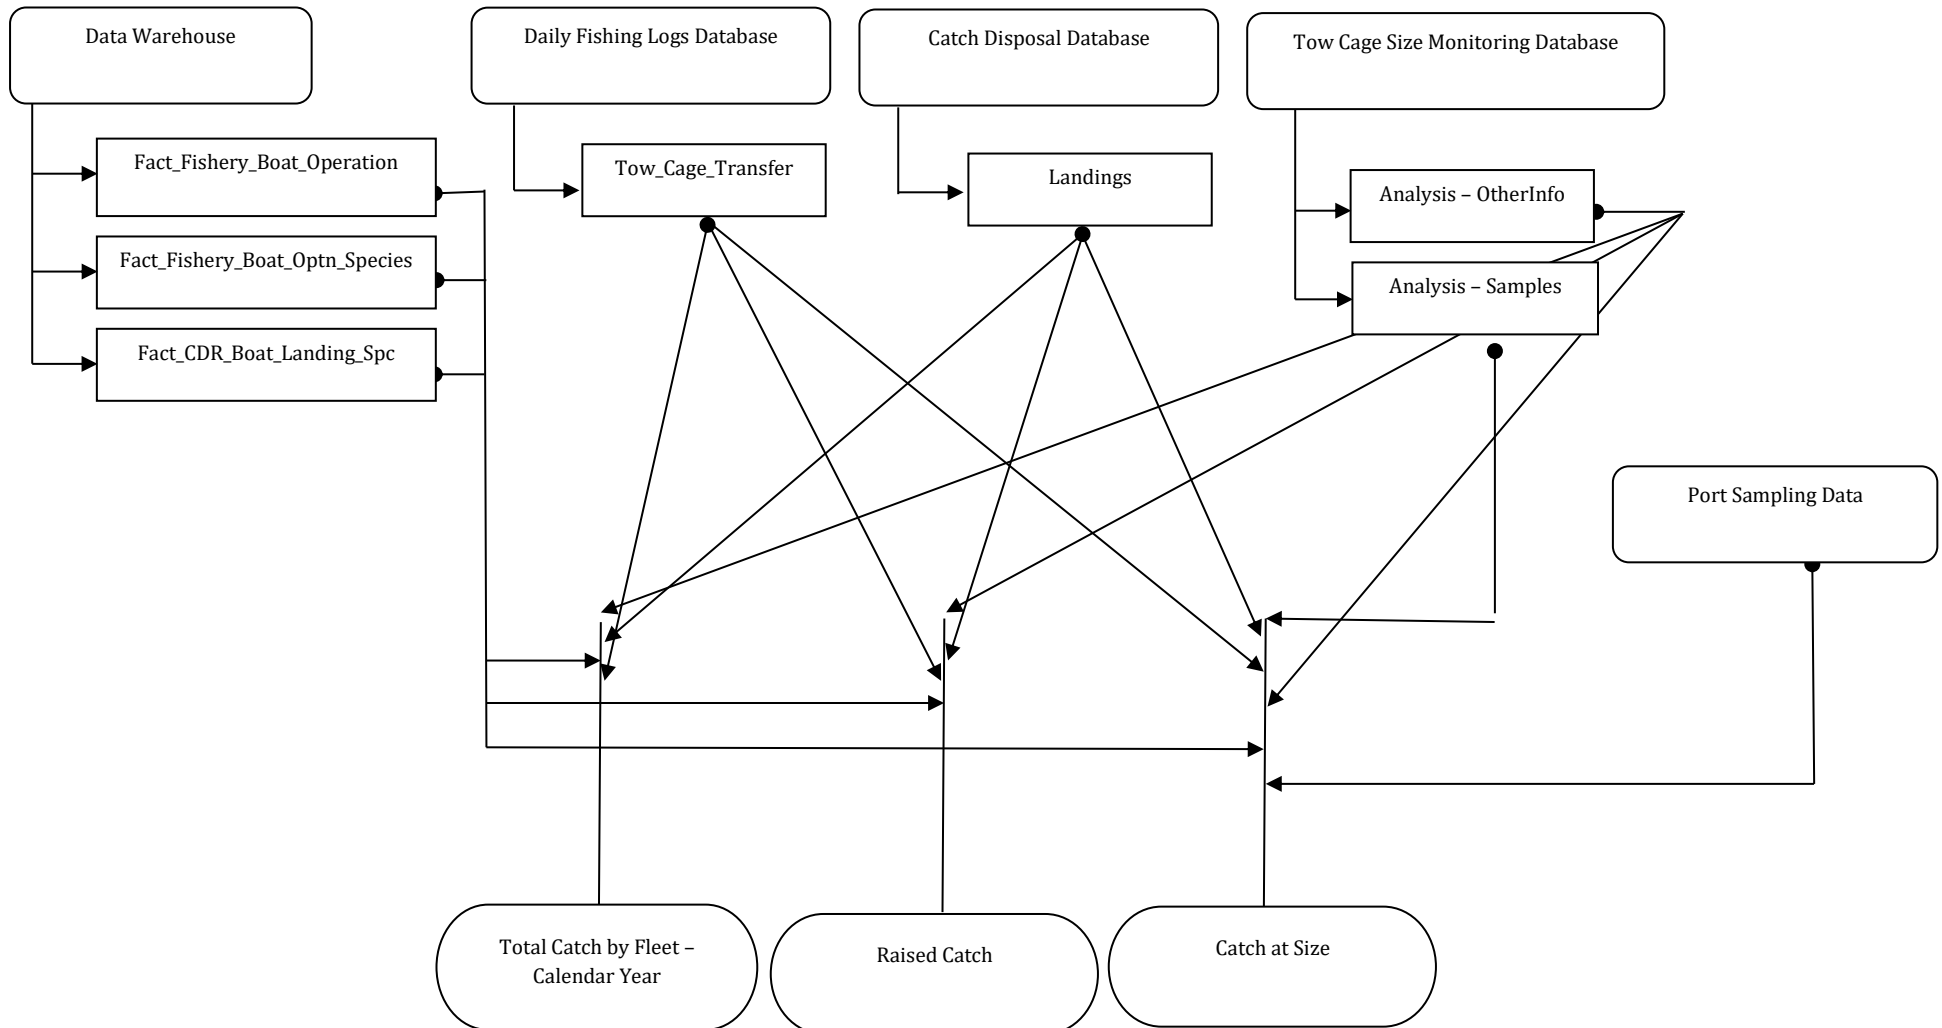 Data Warehouse
Daily Fishing Logs Database
Catch Disposal Database
Tow Cage Size Monitoring Database
Fact_Fishery_Boat_Operation
Tow_Cage_Transfer
Landings
Analysis – OtherInfo
Fact_Fishery_Boat_Optn_Species
Analysis – Samples
Fact_CDR_Boat_Landing_Spc
Port Sampling Data
Total Catch by Fleet –
Calendar Year
Raised Catch
Catch at Size